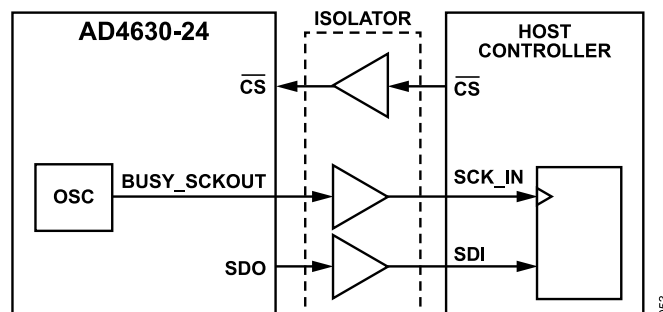 ISOLATOR
AD4630-24
HOST
CONTROLLER
CS
CS
OSC
BUSY_SCKOUT
SCK_IN
SDO
SDI